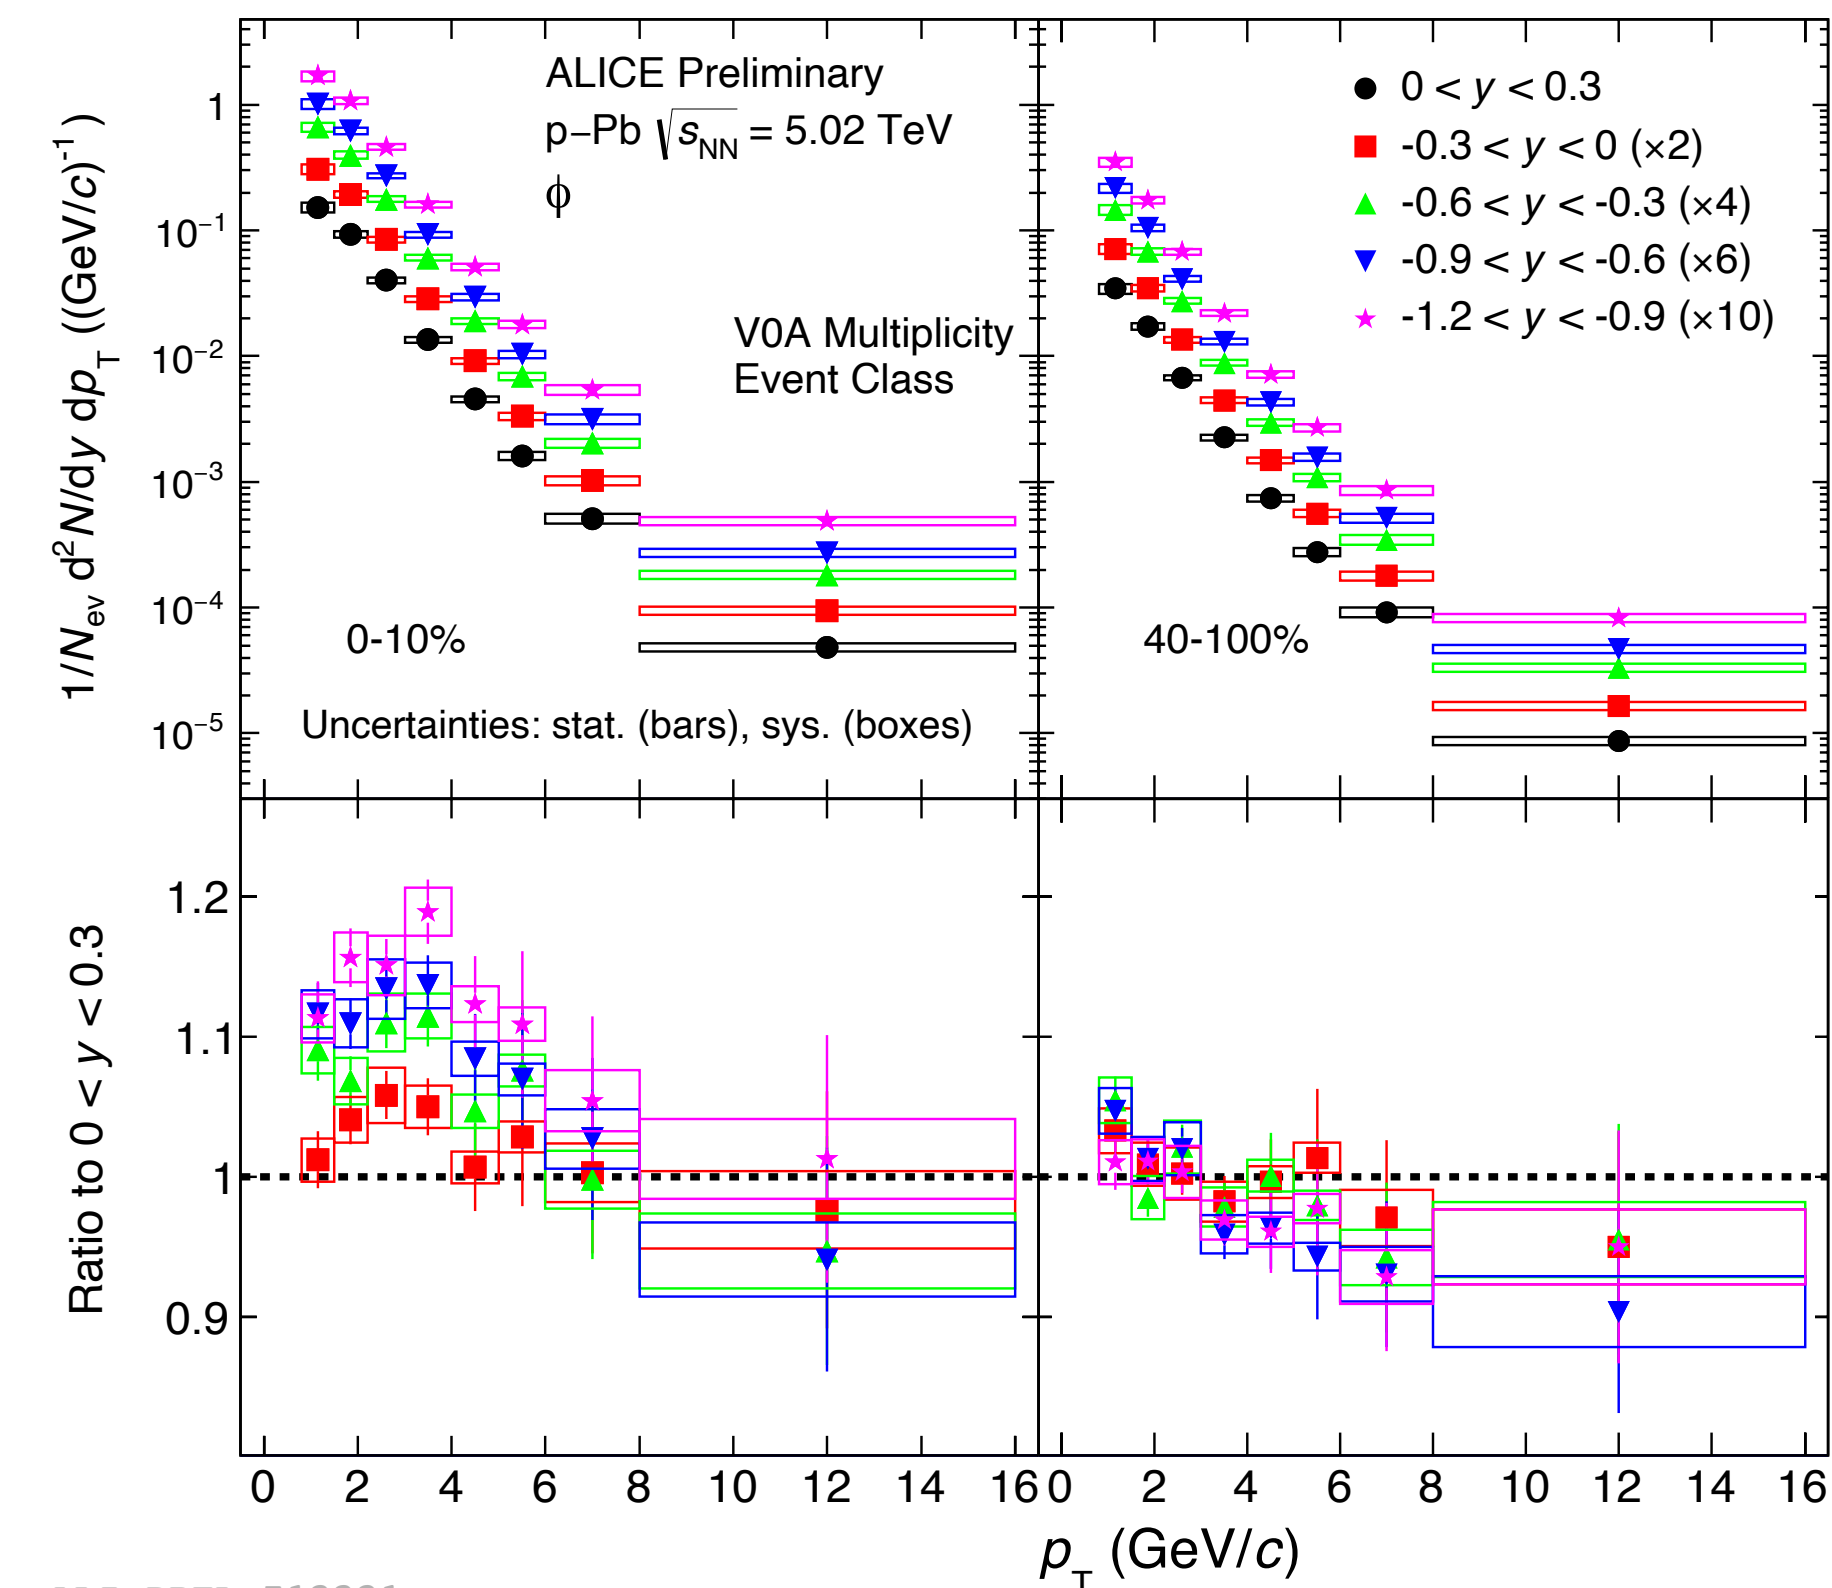 ALICE Preliminary
p–Pb √sNN = 5.02 TeV
ϕ
V0A Multiplicity
Event Class
0-10%
Uncertainties: stat. (bars), sys. (boxes)
1/Nev d²N/dy dpT ((GeV/c)⁻¹)
1
10⁻¹
10⁻²
10⁻³
10⁻⁴
10⁻⁵
0 < y < 0.3
-0.3 < y < 0 (×2)
-0.6 < y < -0.3 (×4)
-0.9 < y < -0.6 (×6)
-1.2 < y < -0.9 (×10)
40-100%
Ratio to 0 < y < 0.3
1.2
1.1
1
0.9
0 2 4 6 8 10 12 14 16
0 2 4 6 8 10 12 14 16
pT (GeV/c)